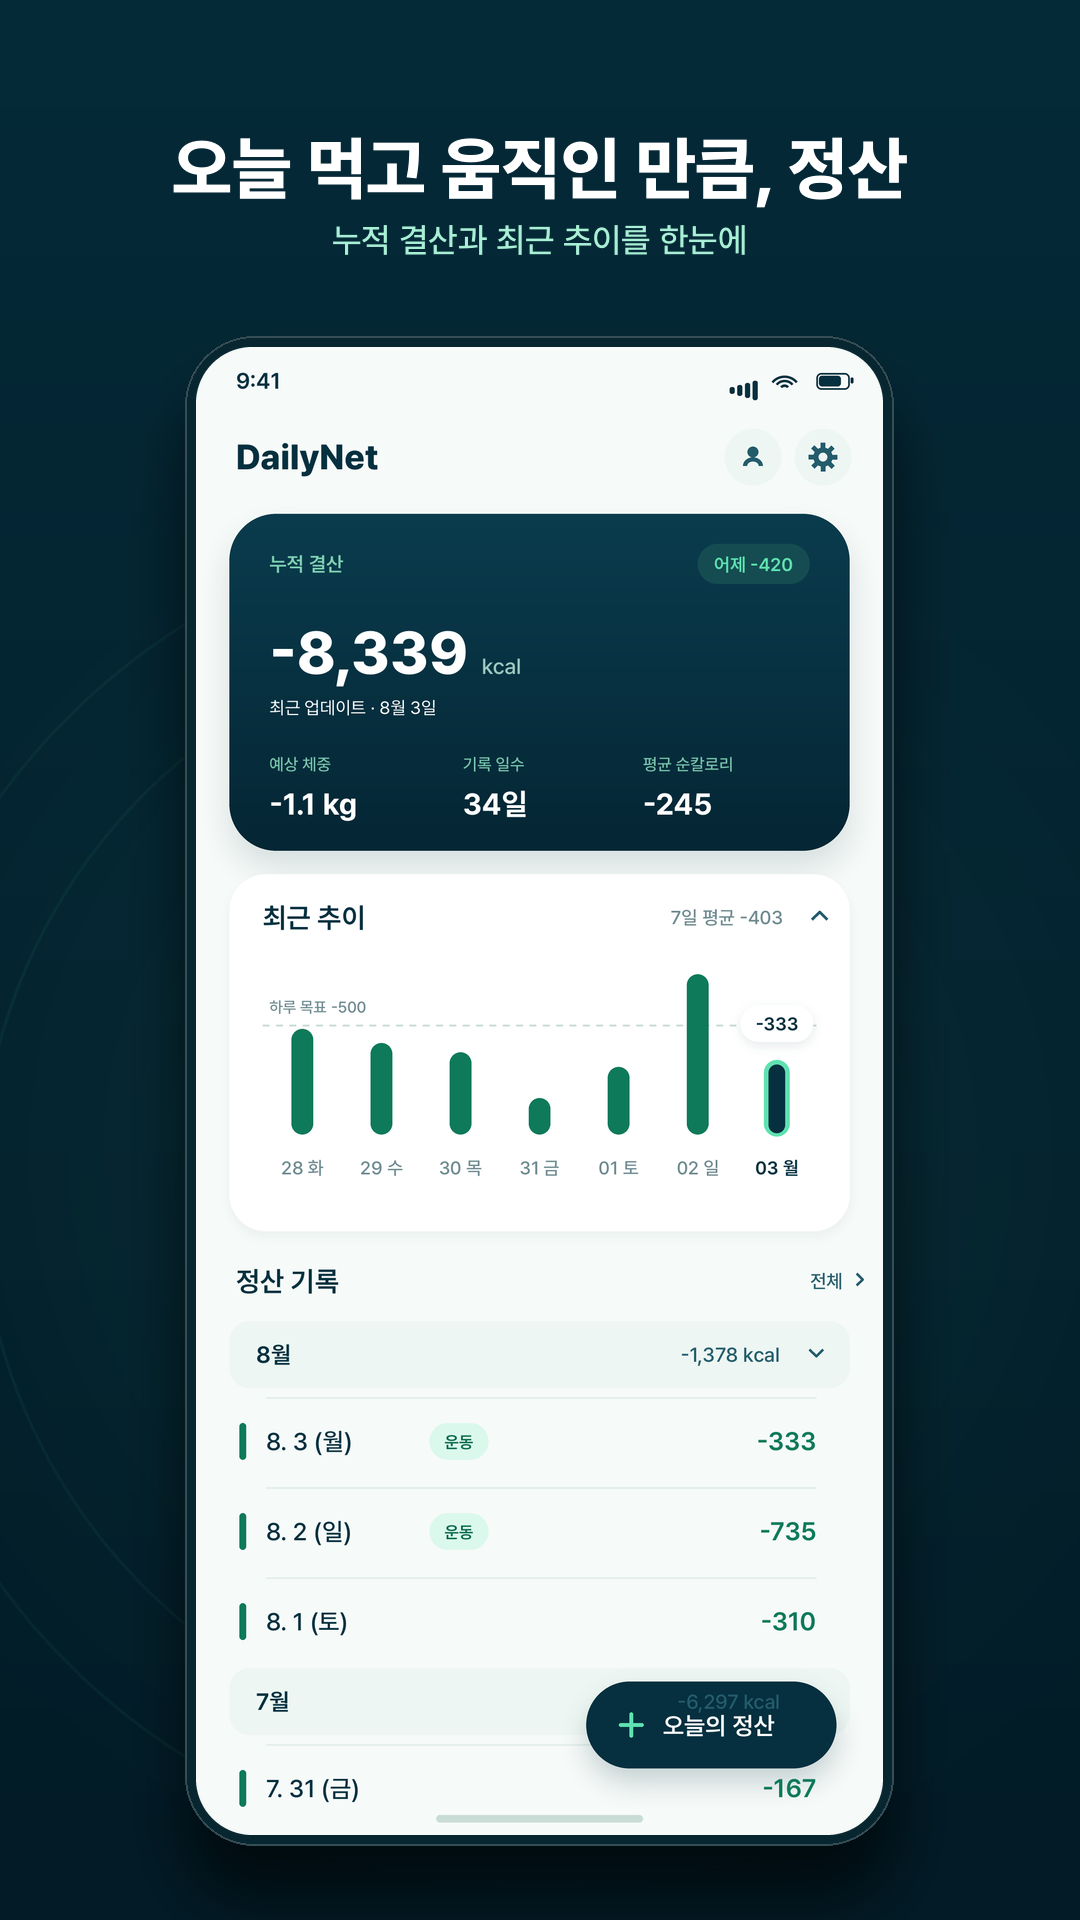 오늘 먹고 움직인 만큼, 정산
누적 결산과 최근 추이를 한눈에
9:41
DailyNet
누적 결산
어제 -420
-8,339 kcal
최근 업데이트 · 8월 3일
예상 체중 기록 일수 평균 순칼로리
-1.1 kg 34일 -245
최근 추이
7일 평균 -403
하루 목표 -500
-333
28 화 29 수 30 목 31 금 01 토 02 일 03 월
정산 기록
전체
8월 -1,378 kcal
8. 3 (월) 운동 -333
8. 2 (일) 운동 -735
8. 1 (토) -310
7월 -6,297 kcal
오늘의 정산
7. 31 (금) -167